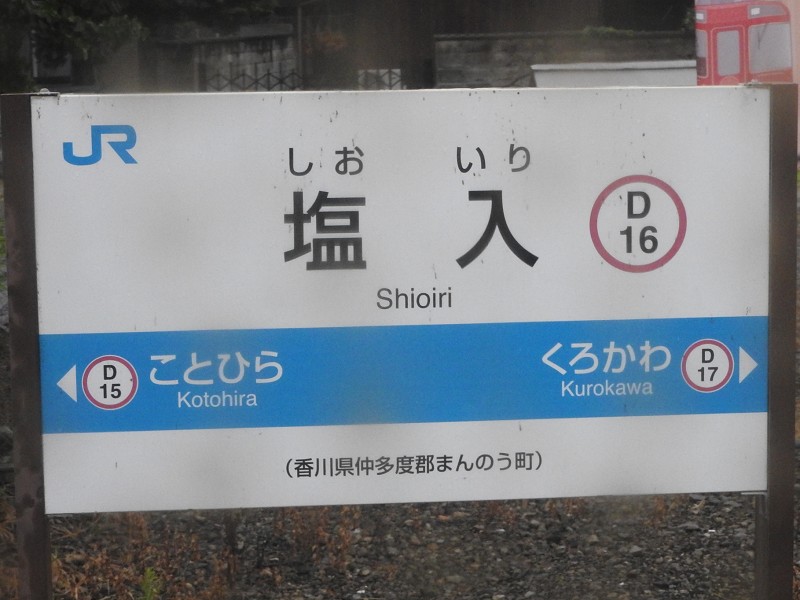 JR
しお いり
塩 入
D
16
Shioiri
D
15
ことひら
Kotohira
くろかわ
Kurokawa
D
17
(香川県仲多度郡まんのう町)